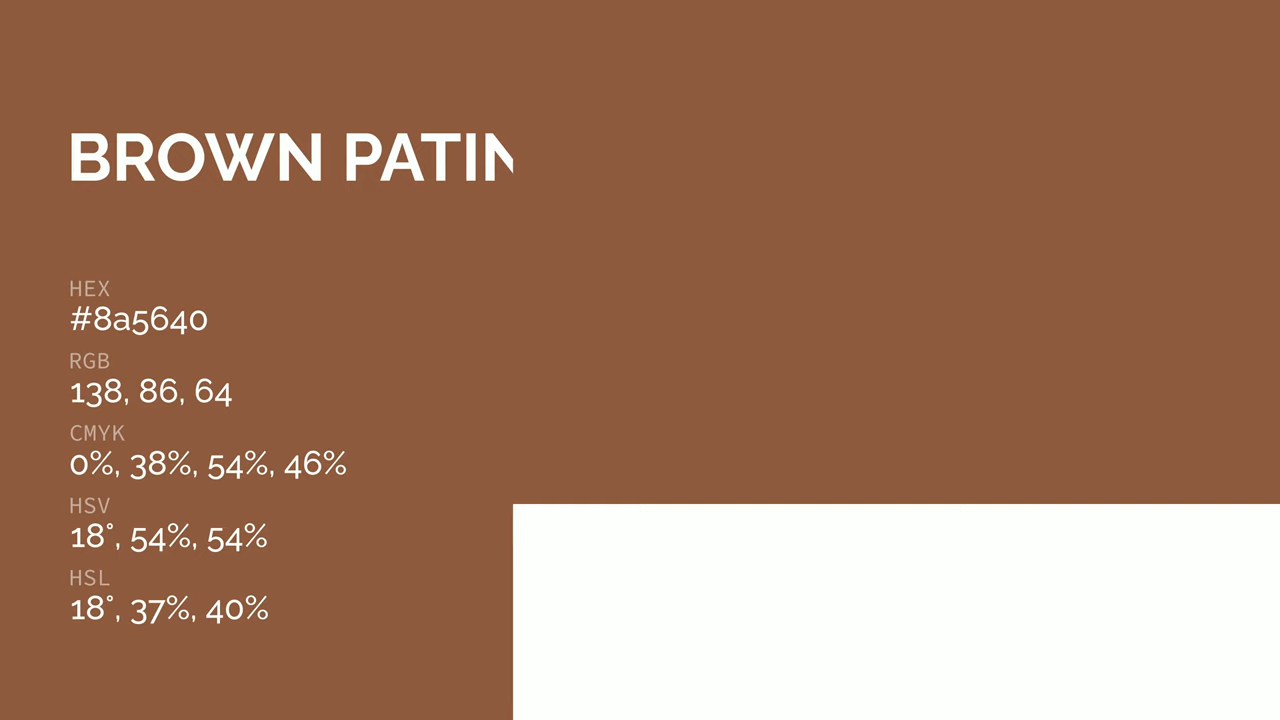 BROWN PATIN
HEX
#8a5640
RGB
138, 86, 64
CMYK
0%, 38%, 54%, 46%
HSV
18°, 54%, 54%
HSL
18°, 37%, 40%